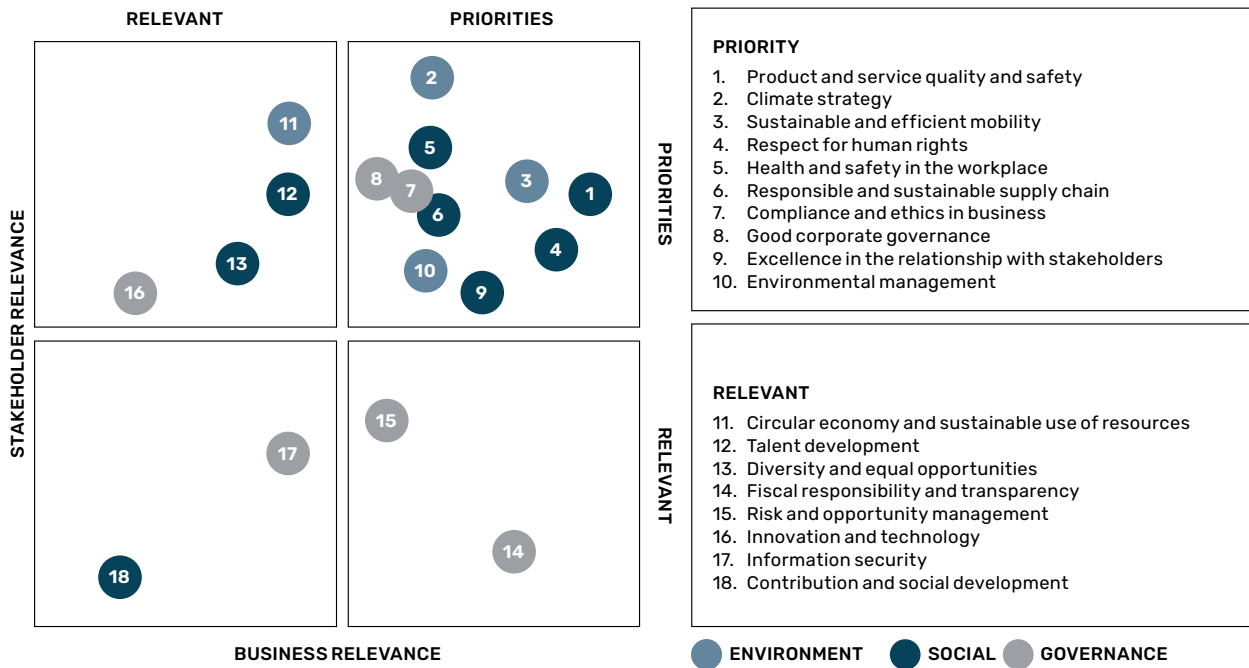 RELEVANT
PRIORITIES
STAKEHOLDER RELEVANCE
2
11
5
8
7
3
12
1
6
4
13
10
16
9
PRIORITIES
15
17
14
18
RELEVANT
BUSINESS RELEVANCE
PRIORITY
1. Product and service quality and safety
2. Climate strategy
3. Sustainable and efficient mobility
4. Respect for human rights
5. Health and safety in the workplace
6. Responsible and sustainable supply chain
7. Compliance and ethics in business
8. Good corporate governance
9. Excellence in the relationship with stakeholders
10. Environmental management
RELEVANT
11. Circular economy and sustainable use of resources
12. Talent development
13. Diversity and equal opportunities
14. Fiscal responsibility and transparency
15. Risk and opportunity management
16. Innovation and technology
17. Information security
18. Contribution and social development
ENVIRONMENT
SOCIAL
GOVERNANCE